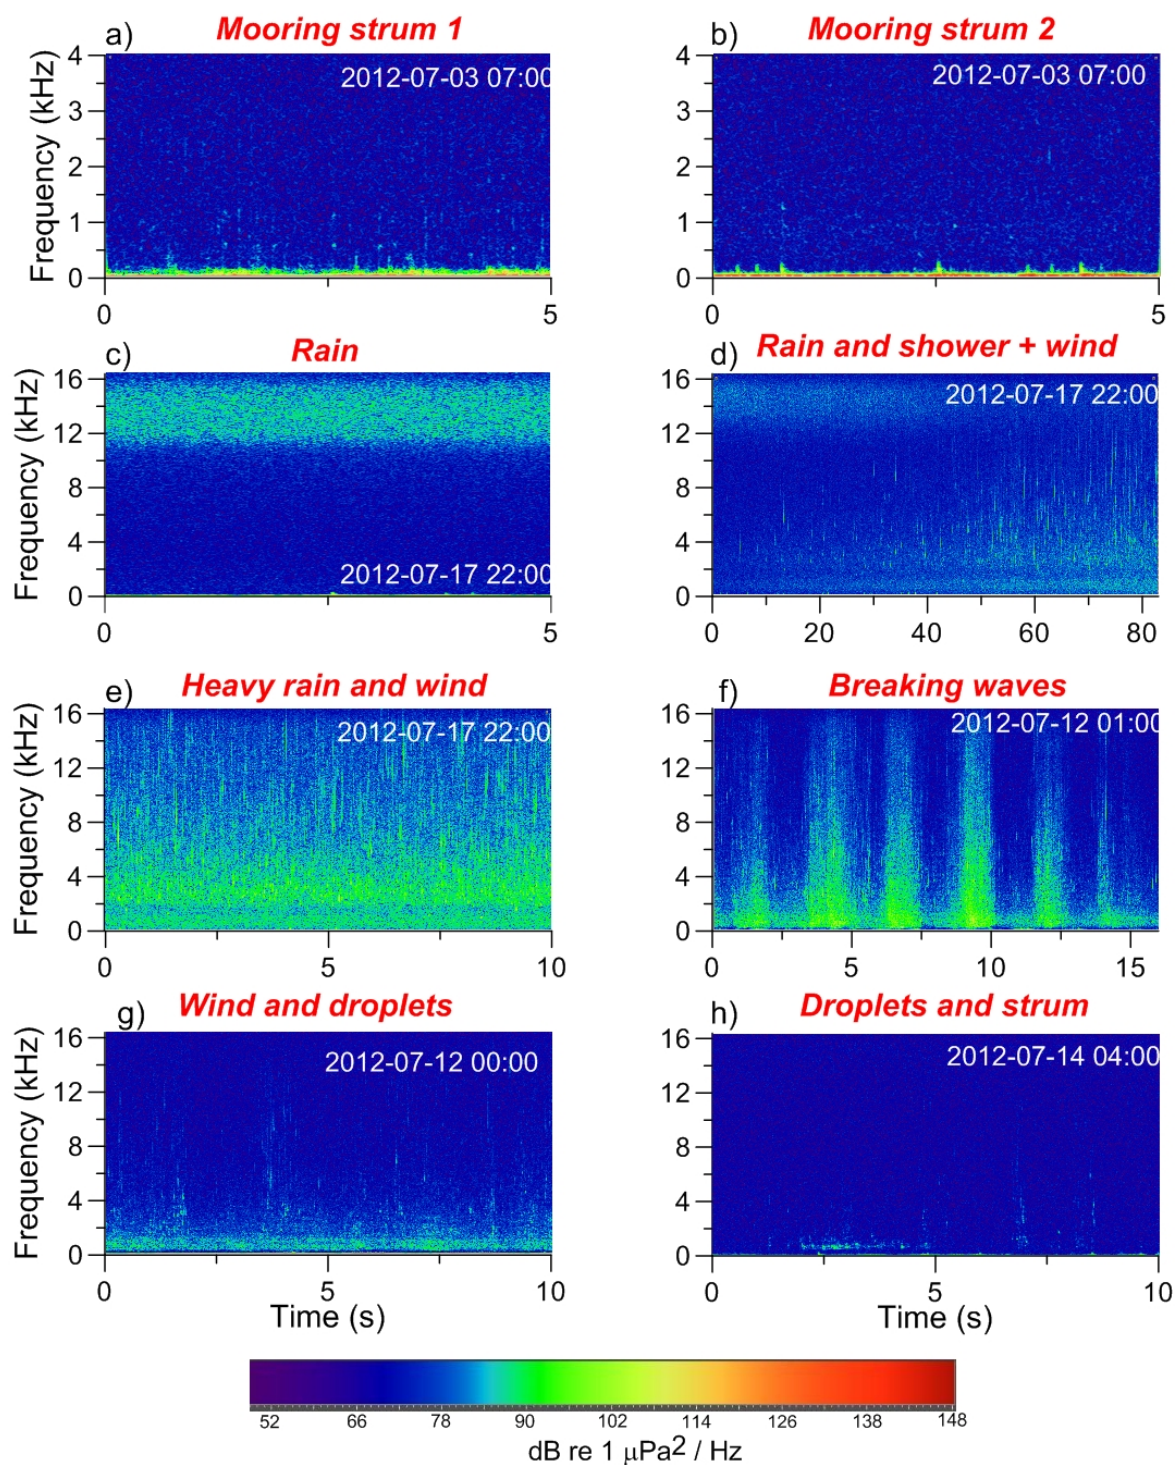 a) Mooring strum 1
b) Mooring strum 2
Frequency (kHz)
4
3
2
1
0
2012-07-03 07:00
0 5
4
3
2
1
0
2012-07-03 07:00
0 5
c) Rain
d) Rain and shower + wind
Frequency (kHz)
16
12
8
4
0
2012-07-17 22:00
0 5
16
12
8
4
0
2012-07-17 22:00
0 20 40 60 80
e) Heavy rain and wind
f) Breaking waves
Frequency (kHz)
16
12
8
4
0
2012-07-17 22:00
0 5 10
16
12
8
4
0
2012-07-12 01:00
0 5 10 15
g) Wind and droplets
h) Droplets and strum
Frequency (kHz)
16
12
8
4
0
2012-07-12 00:00
0 5 10
Time (s)
16
12
8
4
0
2012-07-14 04:00
0 5 10
Time (s)
52 66 78 90 102 114 126 138 148
dB re 1 μPa² / Hz